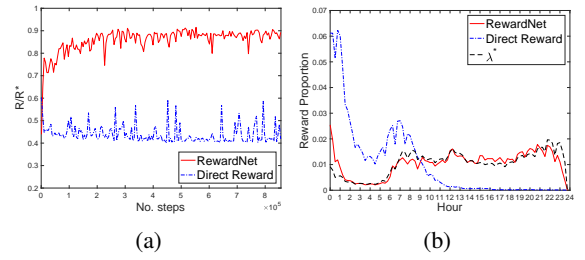 R/R*
1
0.9
0.8
0.7
0.6
0.5
0.4
0.3
0.2
0 1 2 3 4 5 6 7 8
×10⁵
No. steps
RewardNet
Direct Reward
(a)
Reward Proportion
0.07
0.06
0.05
0.04
0.03
0.02
0.01
0
0 1 2 3 4 5 6 7 8 9 10 11 12 13 14 15 16 17 18 19 20 21 22 23 24
Hour
RewardNet
Direct Reward
λ*
(b)